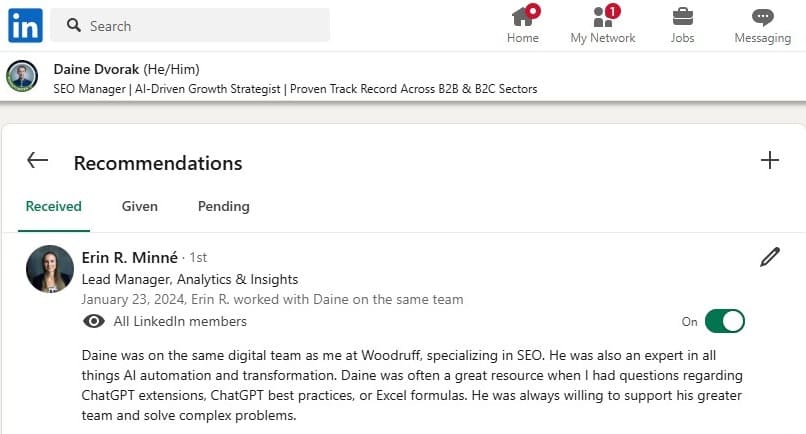 in
Search
1
Home
My Network
Jobs
Messaging
Daine Dvorak (He/Him)
SEO Manager | AI-Driven Growth Strategist | Proven Track Record Across B2B & B2C Sectors
Recommendations
Received
Given
Pending
Erin R. Minné · 1st
Lead Manager, Analytics & Insights
January 23, 2024, Erin R. worked with Daine on the same team
All LinkedIn members
On
Daine was on the same digital team as me at Woodruff, specializing in SEO. He was also an expert in all
things AI automation and transformation. Daine was often a great resource when I had questions regarding
ChatGPT extensions, ChatGPT best practices, or Excel formulas. He was always willing to support his greater
team and solve complex problems.